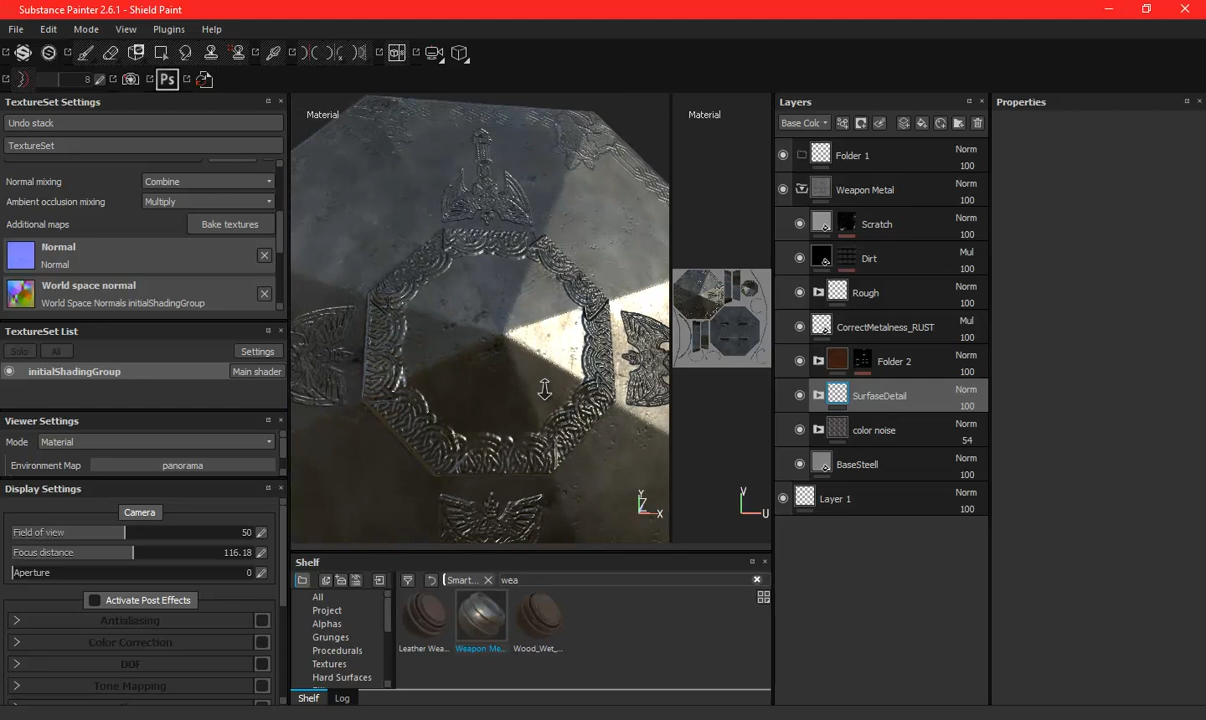 Substance Painter 2.6.1 - Shield Paint
File Edit Mode View Plugins Help
8
Ps
TextureSet Settings
Undo stack
TextureSet
Normal mixing Combine
Ambient occlusion mixing Multiply
Additional maps Bake textures
Normal
Normal
World space normal
World Space Normals initialShadingGroup
TextureSet List
Solo All Settings
initialShadingGroup Main shader
Viewer Settings
Mode Material
Environment Map panorama
Display Settings
Camera
Field of view 50
Focus distance 116.18
Aperture 0
Activate Post Effects
Antialiasing
Color Correction
DOF
Tone Mapping
Material
Y
Z
X
Material
V
U
Shelf
Smart... wea
All
Project
Alphas
Grunges
Procedurals
Textures
Hard Surfaces
Leather Wea... Weapon Me... Wood_Wet_...
Shelf Log
Layers
Base Col
Folder 1 Norm 100
Weapon Metal Norm 100
Scratch Norm 100
Dirt Mul 100
Rough Norm 100
CorrectMetalness_RUST Mul 100
Folder 2 Norm 100
SurfaseDetail Norm 100
color noise Norm 54
BaseSteell Norm 100
Layer 1 Norm 100
Properties